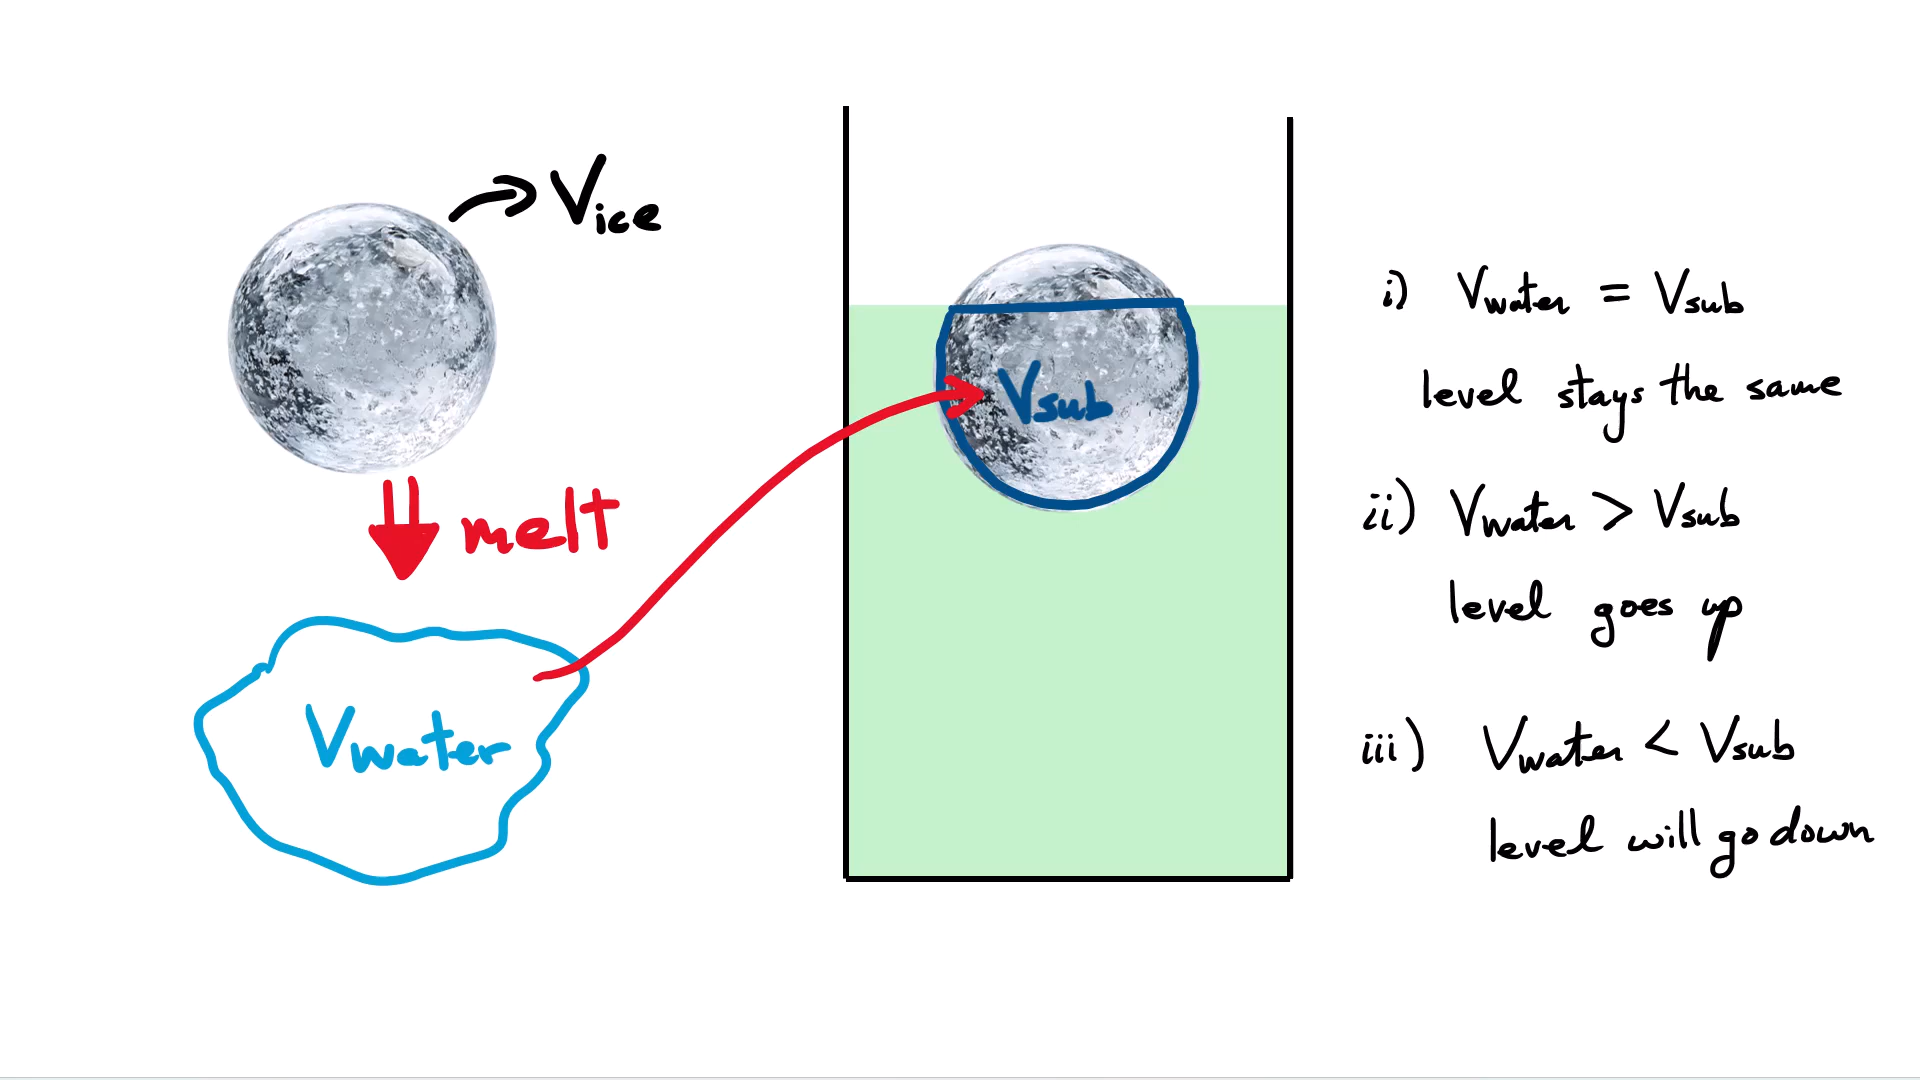 Vice
melt
Vwater
Vsub
i) Vwater = Vsub
level stays the same
ii) Vwater > Vsub
level goes up
iii) Vwater < Vsub
level will go down